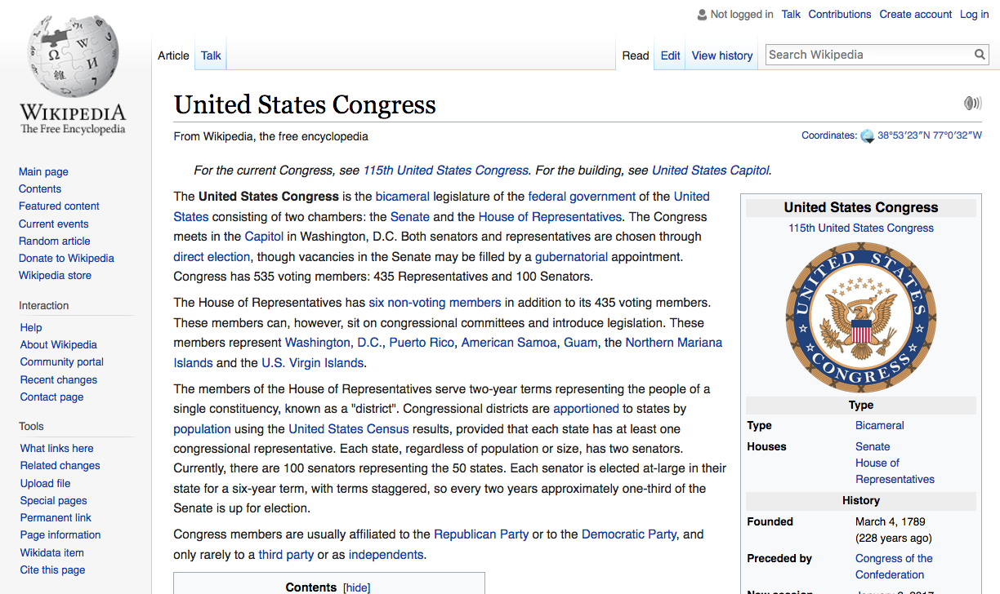 Not logged in Talk Contributions Create account Log in
Article Talk Read Edit View history Search Wikipedia
WIKIPEDIA
The Free Encyclopedia
Main page
Contents
Featured content
Current events
Random article
Donate to Wikipedia
Wikipedia store
Interaction
Help
About Wikipedia
Community portal
Recent changes
Contact page
Tools
What links here
Related changes
Upload file
Special pages
Permanent link
Page information
Wikidata item
Cite this page
United States Congress
From Wikipedia, the free encyclopedia
Coordinates: 38°53′23″N 77°0′32″W
For the current Congress, see 115th United States Congress. For the building, see United States Capitol.
The United States Congress is the bicameral legislature of the federal government of the United
States consisting of two chambers: the Senate and the House of Representatives. The Congress
meets in the Capitol in Washington, D.C. Both senators and representatives are chosen through
direct election, though vacancies in the Senate may be filled by a gubernatorial appointment.
Congress has 535 voting members: 435 Representatives and 100 Senators.
The House of Representatives has six non-voting members in addition to its 435 voting members.
These members can, however, sit on congressional committees and introduce legislation. These
members represent Washington, D.C., Puerto Rico, American Samoa, Guam, the Northern Mariana
Islands and the U.S. Virgin Islands.
The members of the House of Representatives serve two-year terms representing the people of a
single constituency, known as a "district". Congressional districts are apportioned to states by
population using the United States Census results, provided that each state has at least one
congressional representative. Each state, regardless of population or size, has two senators.
Currently, there are 100 senators representing the 50 states. Each senator is elected at-large in their
state for a six-year term, with terms staggered, so every two years approximately one-third of the
Senate is up for election.
Congress members are usually affiliated to the Republican Party or to the Democratic Party, and
only rarely to a third party or as independents.
Contents [hide]
United States Congress
115th United States Congress
UNITED STATES
CONGRESS
Type
Type Bicameral
Houses Senate
House of
Representatives
History
Founded March 4, 1789
(228 years ago)
Preceded by Congress of the
Confederation
New session January 3, 2017